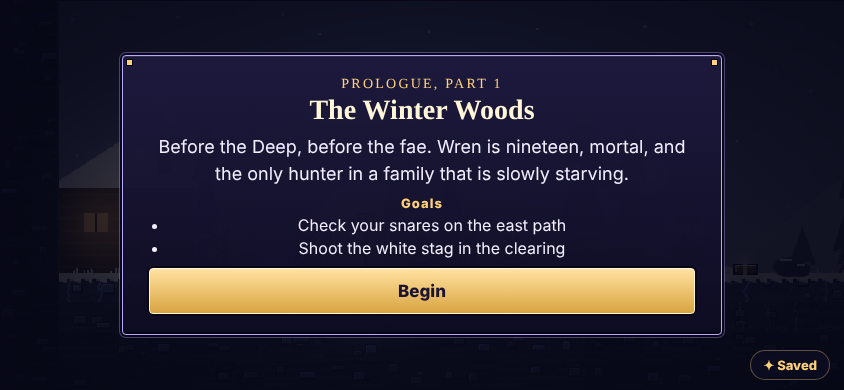 PROLOGUE, PART 1
The Winter Woods
Before the Deep, before the fae. Wren is nineteen, mortal, and
the only hunter in a family that is slowly starving.
Goals
• Check your snares on the east path
• Shoot the white stag in the clearing
Begin
✦ Saved